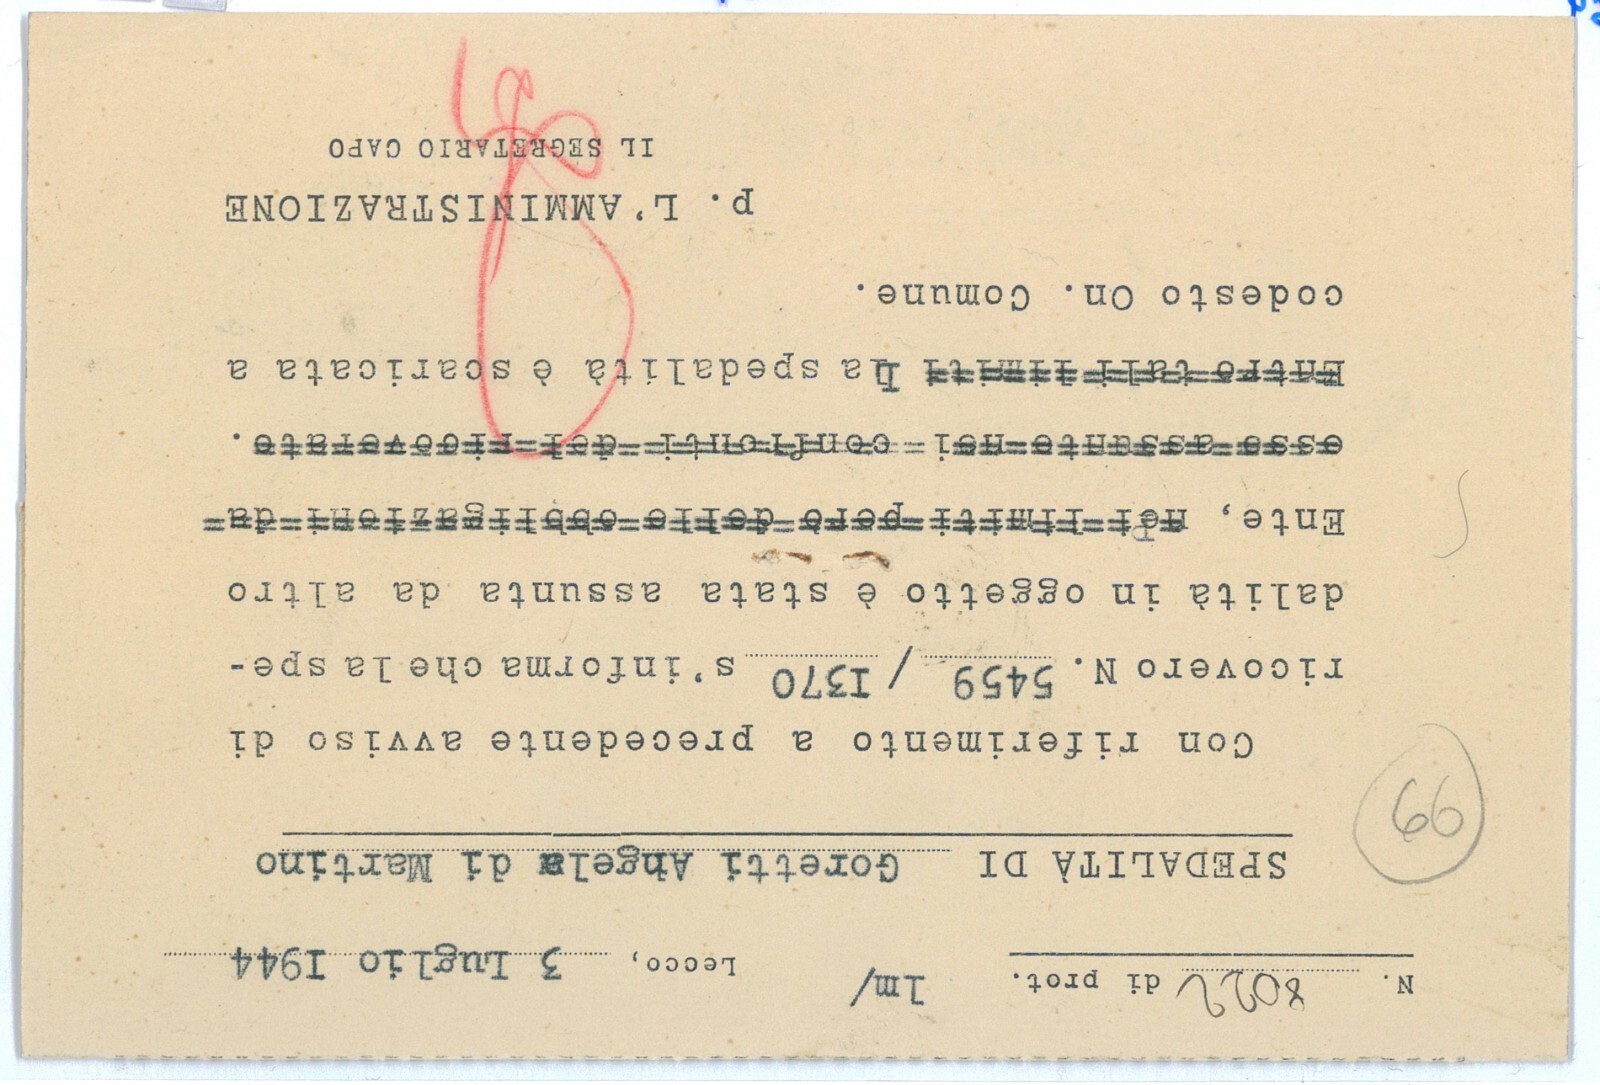 N. 8022 di prot. lm/ Lecco, 3 Luglio 1944
SPEDALITÀ DI Goretti Angela di Martino
66
Con riferimento a precedente avviso di
ricovero N. 5459 / I370 s'informa che la spe-
dalità in oggetto è stata assunta da altro
Ente, nei limiti però delle obbligazioni da
esso assunte nei confronti del ricoverato.
Entro tali limiti La spedalità è scaricata a
codesto On. Comune.
p. L'AMMINISTRAZIONE
IL SEGRETARIO CAPO